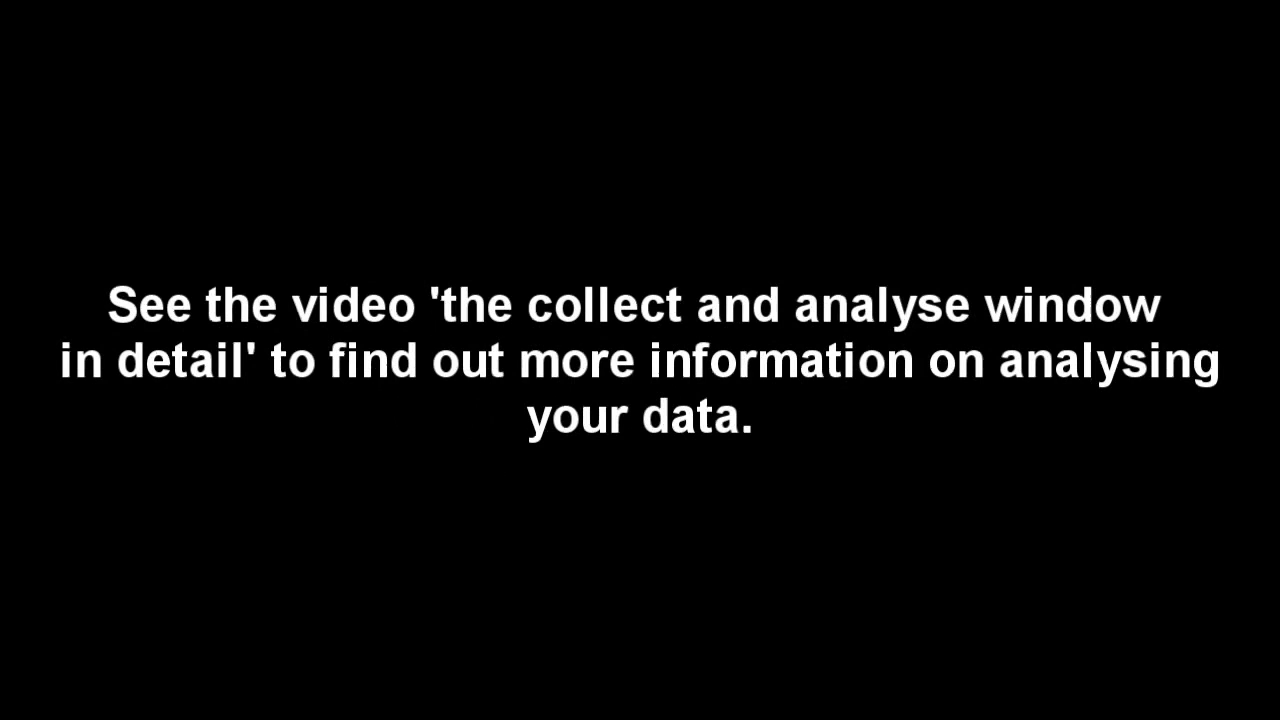 See the video 'the collect and analyse window
in detail' to find out more information on analysing
your data.